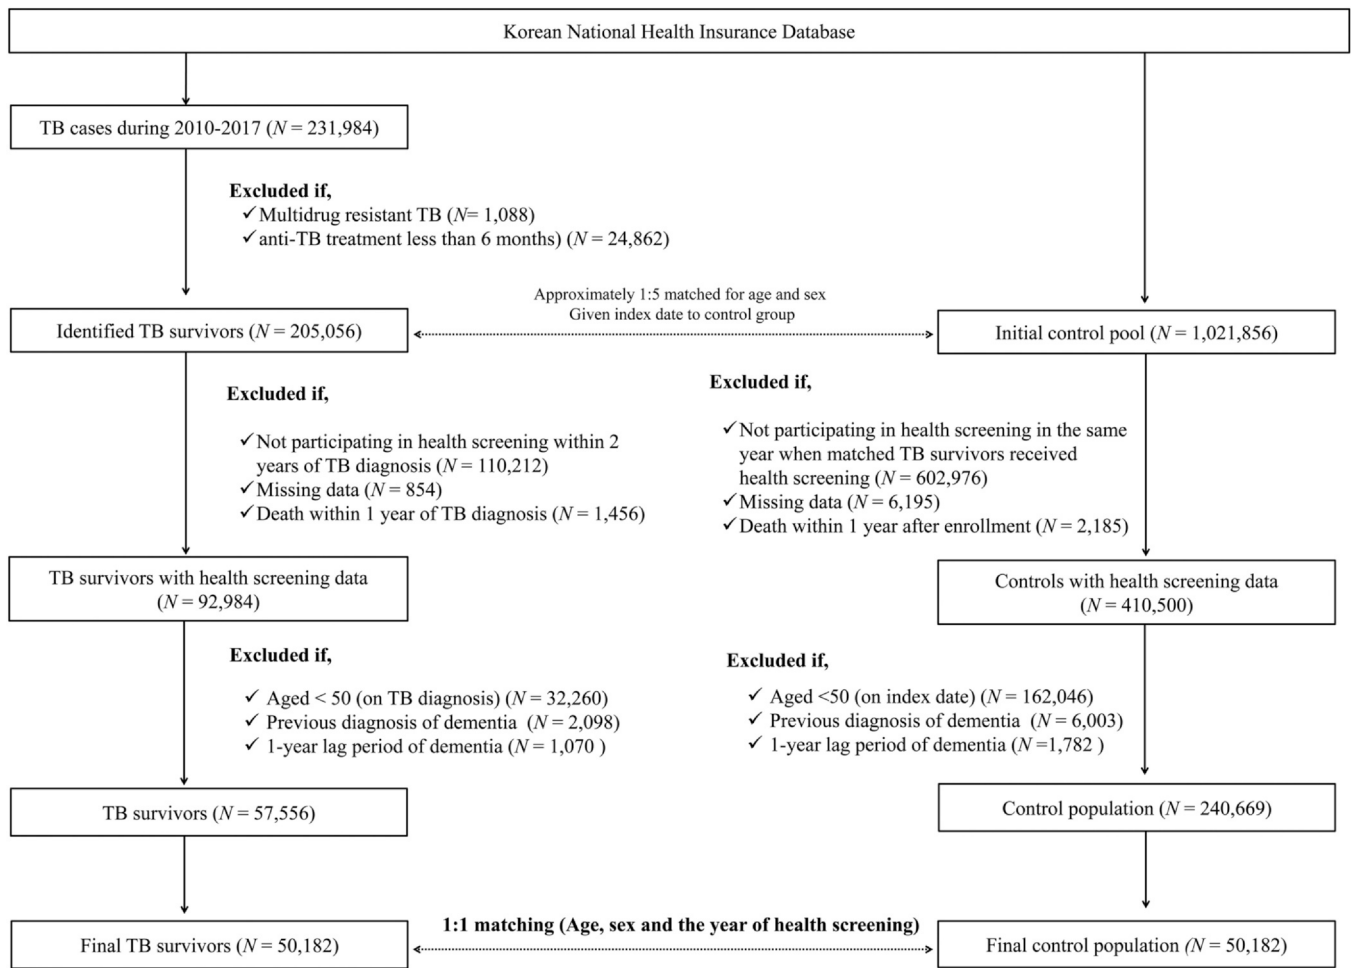 Korean National Health Insurance Database
TB cases during 2010-2017 (N = 231,984)
Excluded if,
✓Multidrug resistant TB (N= 1,088)
✓anti-TB treatment less than 6 months) (N = 24,862)
Approximately 1:5 matched for age and sex
Given index date to control group
Identified TB survivors (N = 205,056)
Initial control pool (N = 1,021,856)
Excluded if,
✓Not participating in health screening within 2
years of TB diagnosis (N = 110,212)
✓Missing data (N = 854)
✓Death within 1 year of TB diagnosis (N = 1,456)
Excluded if,
✓Not participating in health screening in the same
year when matched TB survivors received
health screening (N = 602,976)
✓Missing data (N = 6,195)
✓Death within 1 year after enrollment (N = 2,185)
TB survivors with health screening data
(N = 92,984)
Controls with health screening data
(N = 410,500)
Excluded if,
✓ Aged < 50 (on TB diagnosis) (N = 32,260)
✓ Previous diagnosis of dementia (N = 2,098)
✓ 1-year lag period of dementia (N = 1,070 )
Excluded if,
✓ Aged <50 (on index date) (N = 162,046)
✓ Previous diagnosis of dementia (N = 6,003)
✓ 1-year lag period of dementia (N =1,782 )
TB survivors (N = 57,556)
Control population (N = 240,669)
1:1 matching (Age, sex and the year of health screening)
Final TB survivors (N = 50,182)
Final control population (N = 50,182)